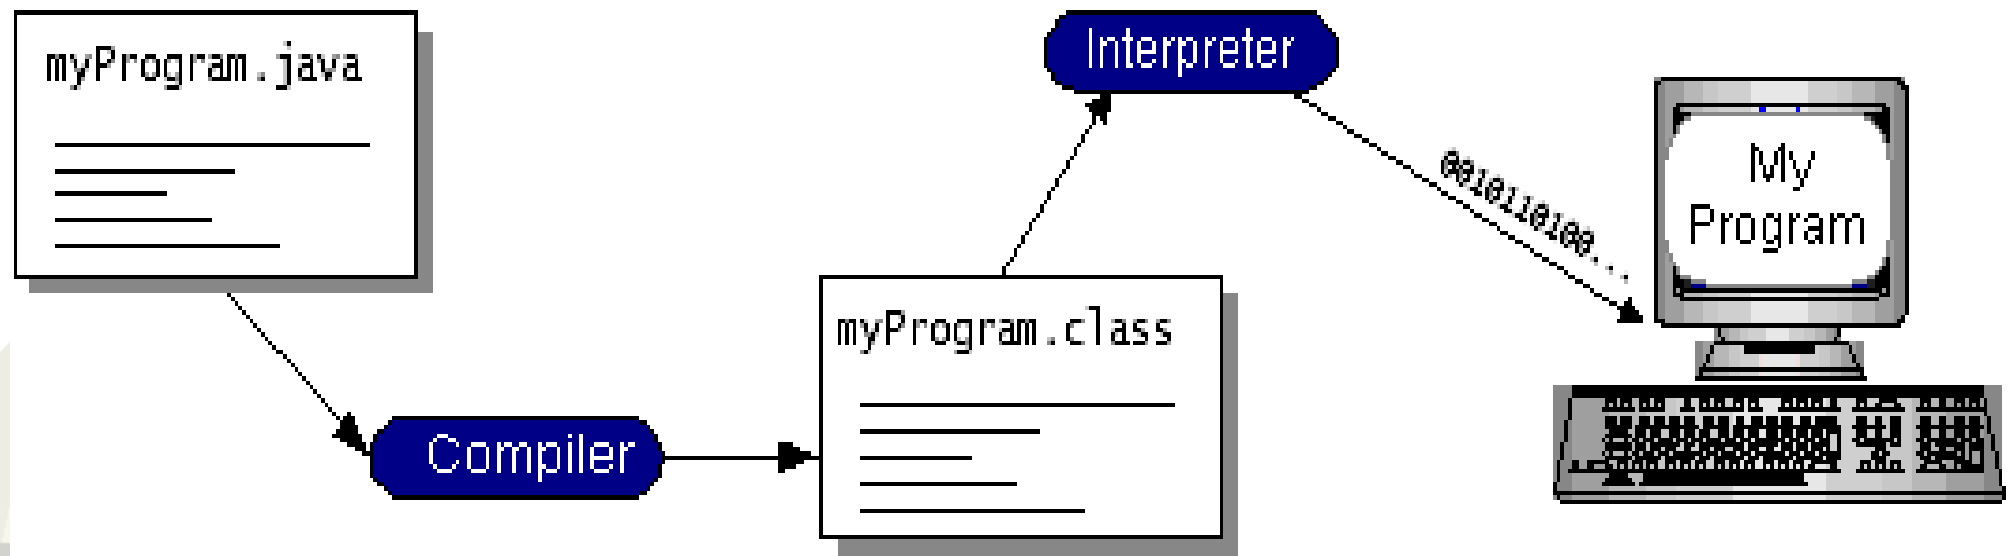 myProgram.java
Compiler
myProgram.class
Interpreter
0010110100...
My
Program